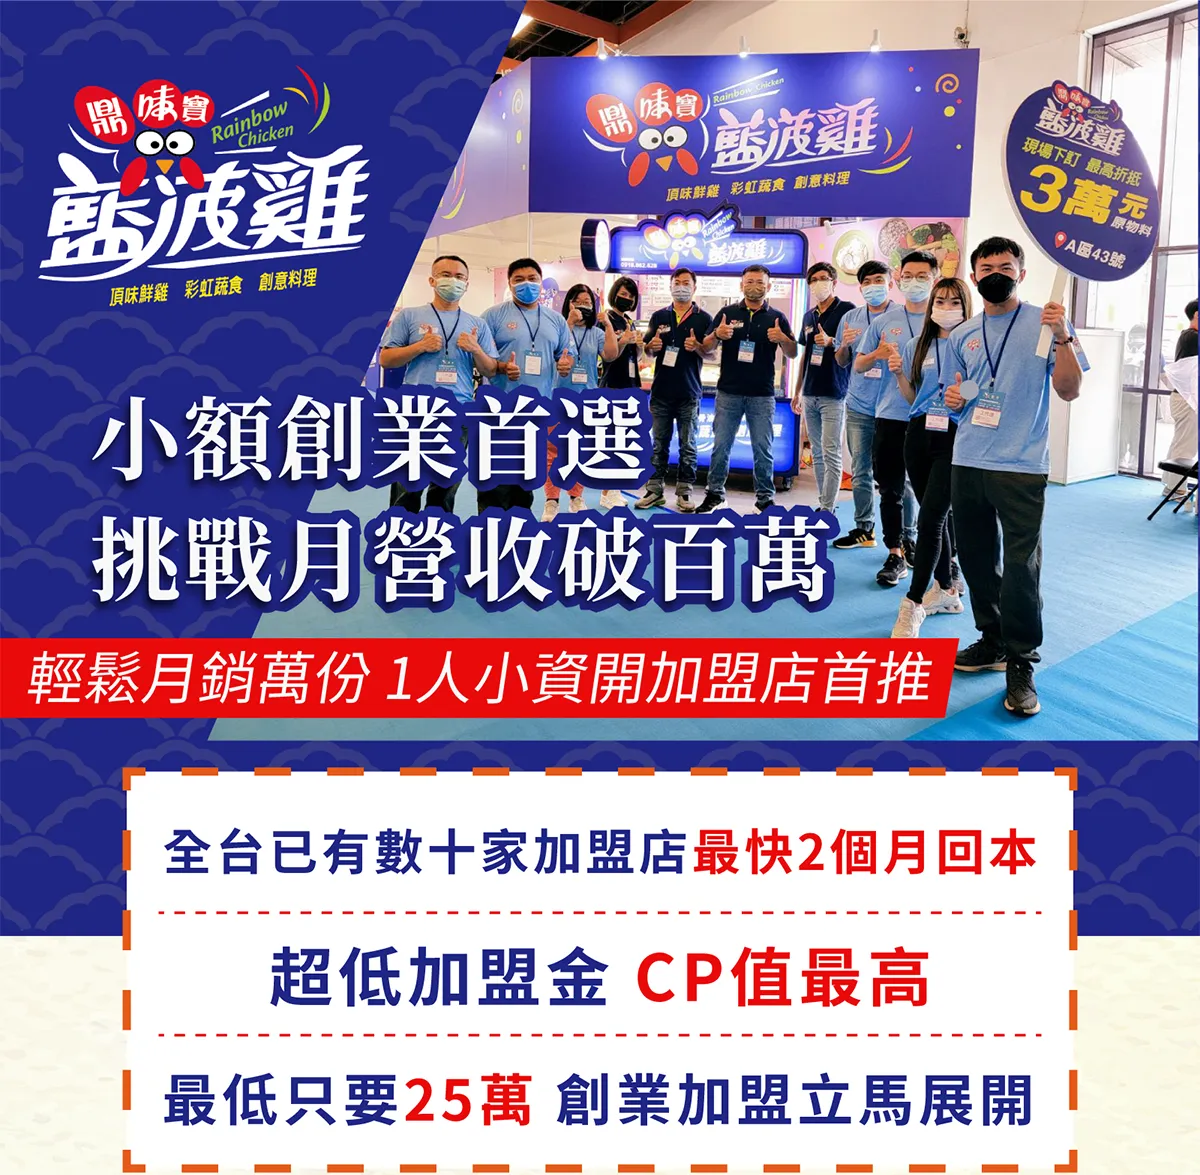 鼎 味 寶
Rainbow
Chicken
藍波雞
頂味鮮雞 彩虹蔬食 創意料理
鼎 味 寶
Rainbow Chicken
藍波雞
頂味鮮雞 彩虹蔬食 創意料理
藍波雞
現場下訂 最高折抵
3萬元
原物料
A區43號
Rainbow
Chicken
藍波雞
小額創業首選
挑戰月營收破百萬
輕鬆月銷萬份 1人小資開加盟店首推
全台已有數十家加盟店最快2個月回本
超低加盟金 CP值最高
最低只要25萬 創業加盟立馬展開